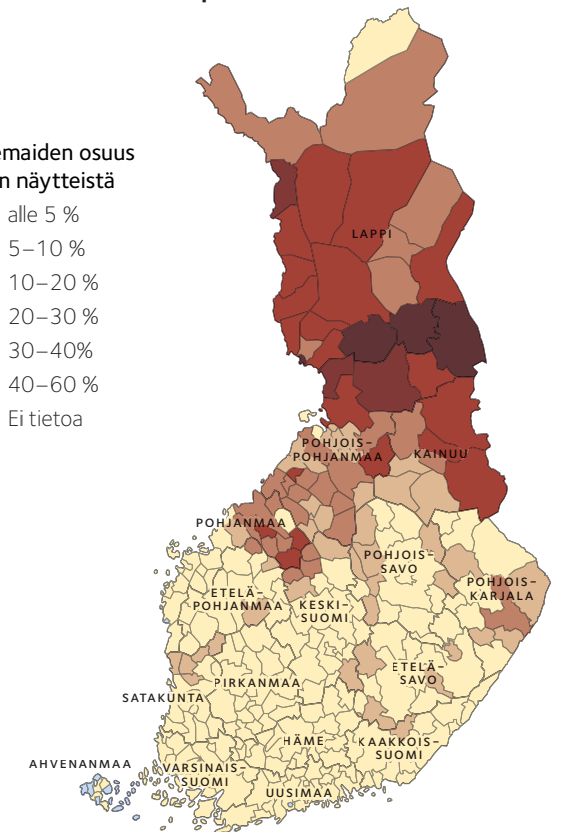 emaiden osuus
n näytteistä
alle 5 %
5–10 %
10–20 %
20–30 %
30–40%
40–60 %
Ei tietoa
LAPPI
POHJOIS-
POHJANMAA
KAINUU
POHJANMAA
POHJOIS-
SAVO
POHJOIS-
KARJALA
ETELÄ-
POHJANMAA
KESKI-
SUOMI
ETELÄ-
SAVO
PIRKANMAA
SATAKUNTA
HÄME
KAAKKOIS-
SUOMI
AHVENANMAA
VARSINAIS-
SUOMI
UUSIMAA